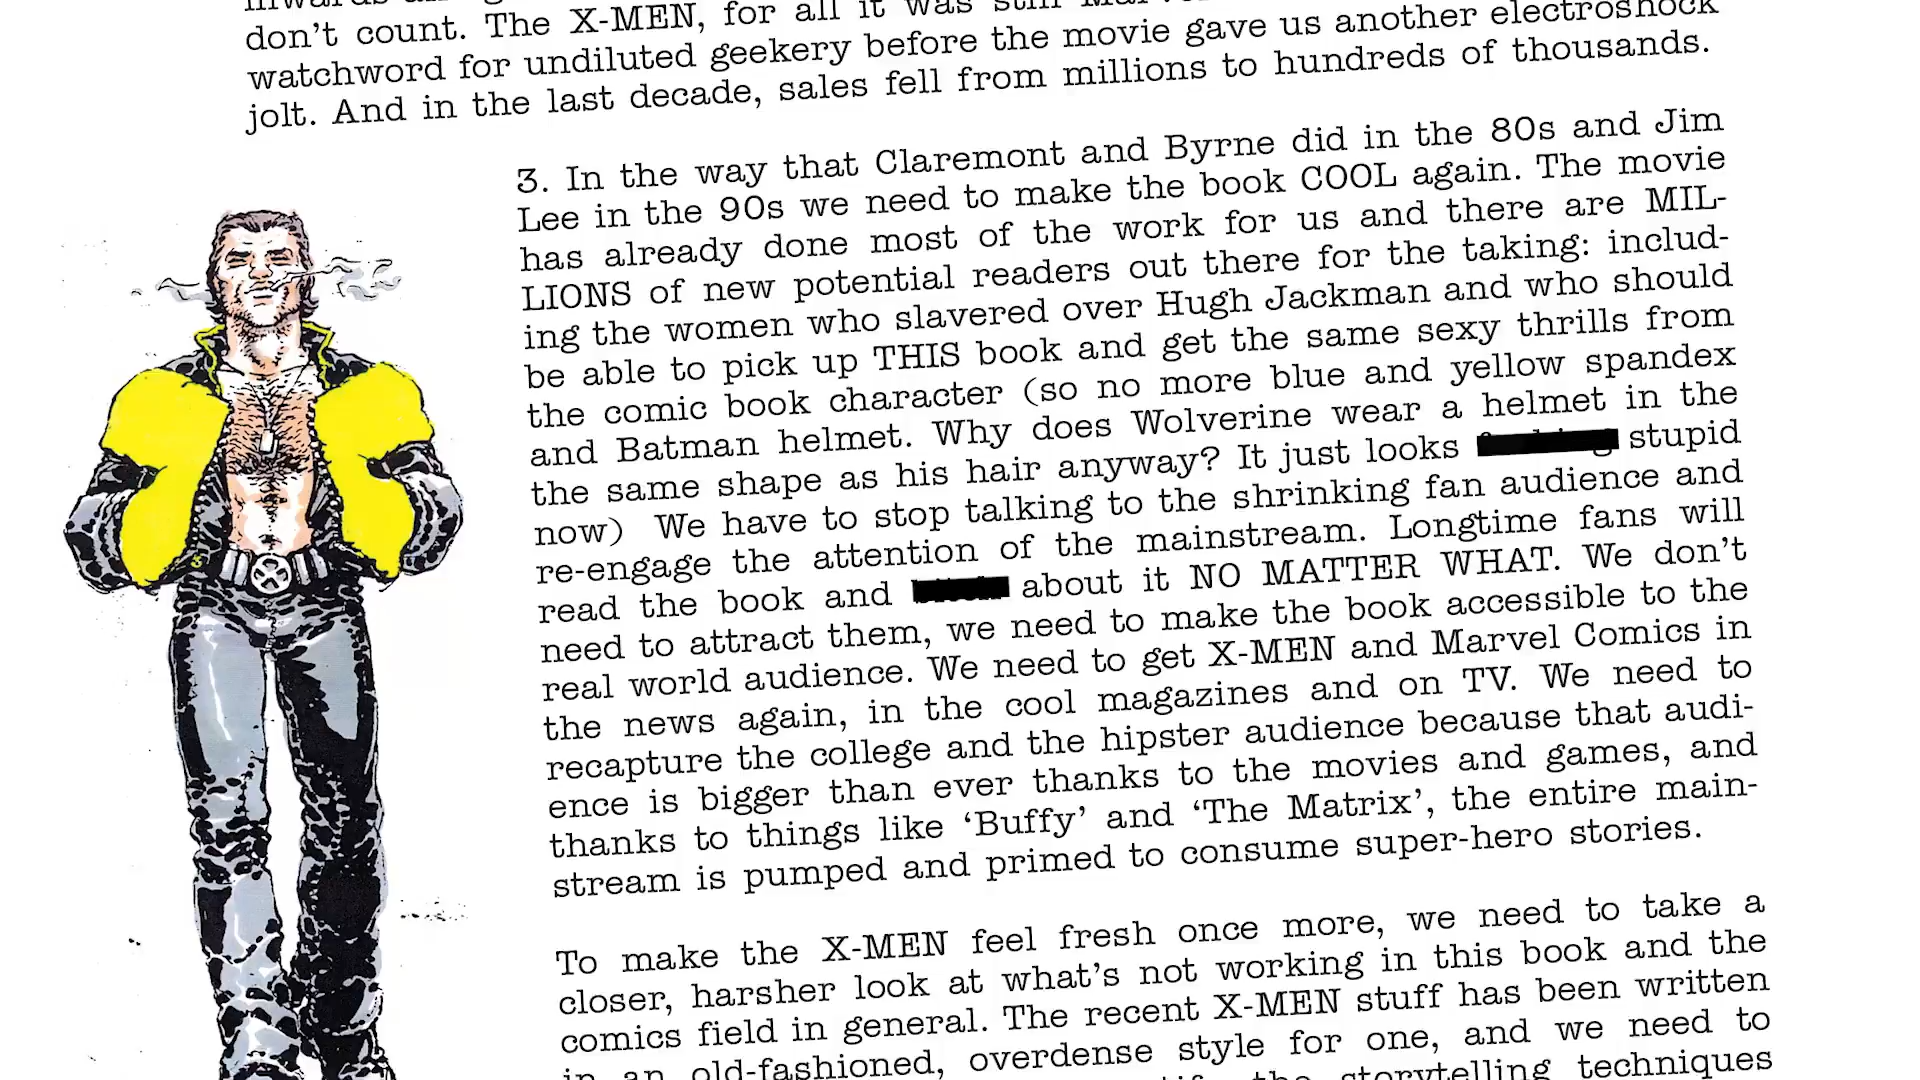 don't count. The X-MEN, for all it was still
watchword for undiluted geekery before the movie gave us another electroshock
jolt. And in the last decade, sales fell from millions to hundreds of thousands.
3. In the way that Claremont and Byrne did in the 80s and Jim
Lee in the 90s we need to make the book COOL again. The movie
has already done most of the work for us and there are MIL-
LIONS of new potential readers out there for the taking: includ-
ing the women who slavered over Hugh Jackman and who should
be able to pick up THIS book and get the same sexy thrills from
the comic book character (so no more blue and yellow spandex
and Batman helmet. Why does Wolverine wear a helmet in the
the same shape as his hair anyway? It just looks stupid
now) We have to stop talking to the shrinking fan audience and
re-engage the attention of the mainstream. Longtime fans will
read the book and about it NO MATTER WHAT. We don't
need to attract them, we need to make the book accessible to the
real world audience. We need to get X-MEN and Marvel Comics in
the news again, in the cool magazines and on TV. We need to
recapture the college and the hipster audience because that audi-
ence is bigger than ever thanks to the movies and games, and
thanks to things like 'Buffy' and 'The Matrix', the entire main-
stream is pumped and primed to consume super-hero stories.
To make the X-MEN feel fresh once more, we need to take a
closer, harsher look at what's not working in this book and the
comics field in general. The recent X-MEN stuff has been written
in an old-fashioned, overdense style for one, and we need to
the storytelling techniques